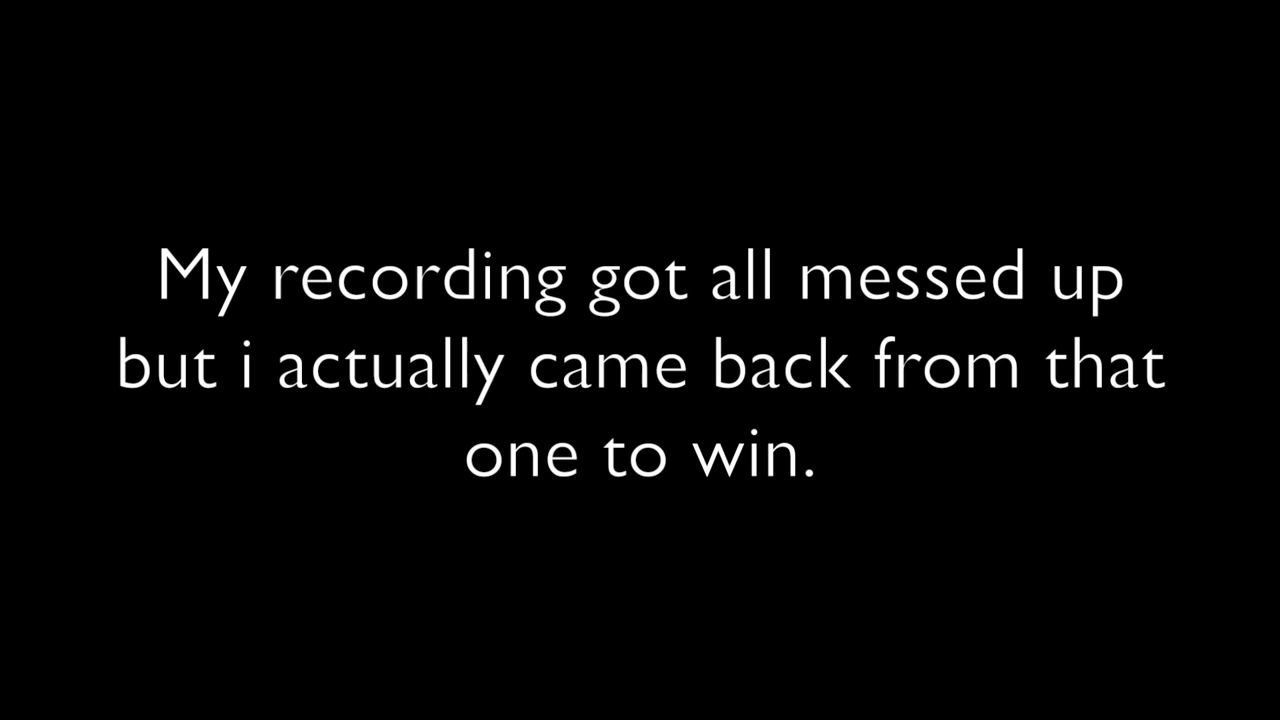 My recording got all messed up
but i actually came back from that
one to win.